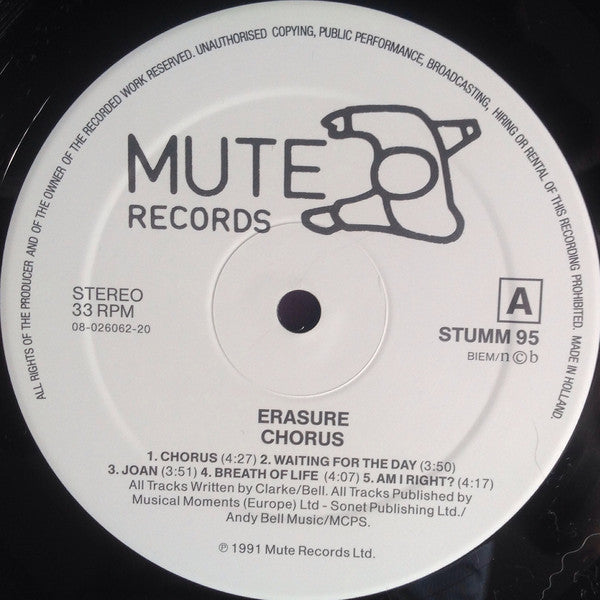 ALL RIGHTS OF THE PRODUCER AND OF THE OWNER OF THE RECORDED WORK RESERVED. UNAUTHORISED COPYING, PUBLIC PERFORMANCE, BROADCASTING, HIRING OR RENTAL OF THIS RECORDING PROHIBITED. MADE IN HOLLAND.
MUTE
RECORDS
STEREO
33 RPM
08-026062-20
A
STUMM 95
BIEM/n©b
ERASURE
CHORUS
1. CHORUS (4:27) 2. WAITING FOR THE DAY (3:50)
3. JOAN (3:51) 4. BREATH OF LIFE (4:07) 5. AM I RIGHT? (4:17)
All Tracks Written by Clarke/Bell. All Tracks Published by
Musical Moments (Europe) Ltd - Sonet Publishing Ltd./
Andy Bell Music/MCPS.
℗ 1991 Mute Records Ltd.